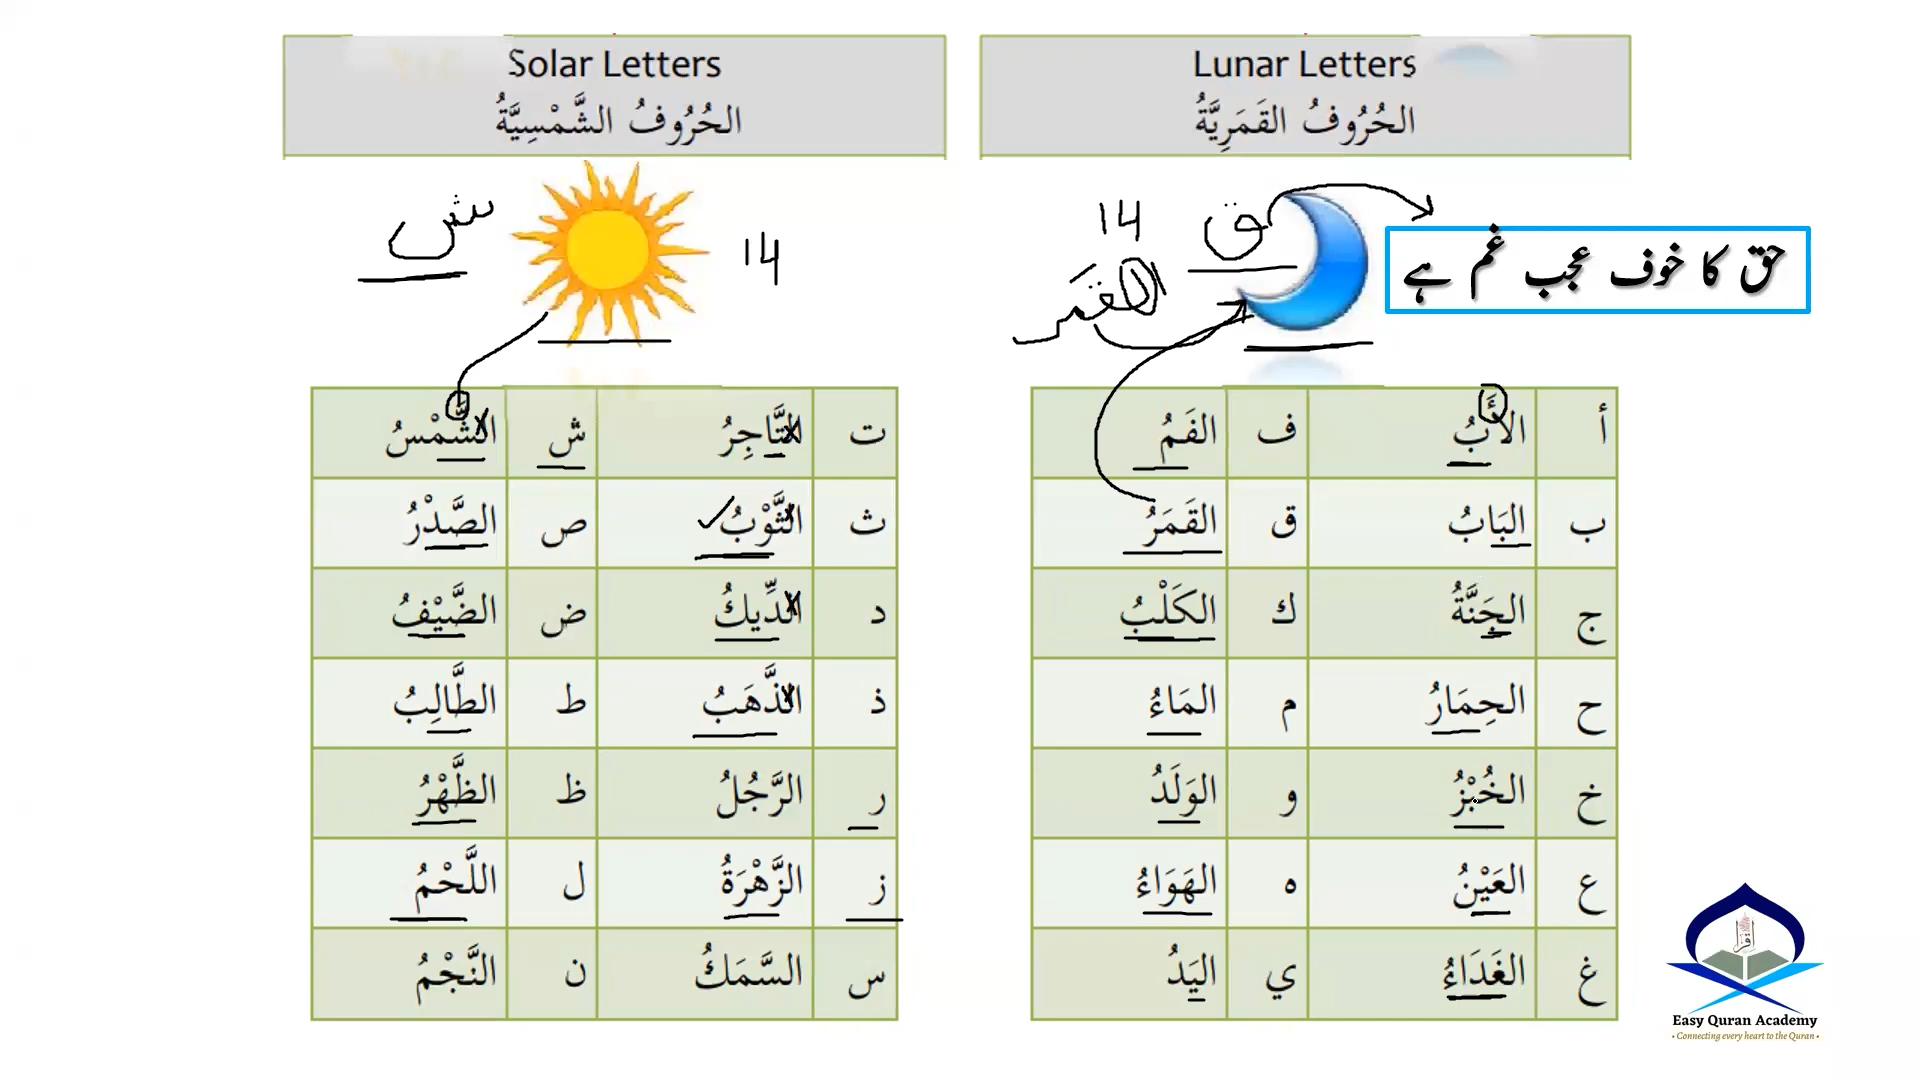 Solar Letters
الحُرُوفُ الشَّمْسِيَّةُ
Lunar Letters
الحُرُوفُ القَمَرِيَّةُ
ش
14
14
ق
القَمَر
حق کا خوف عجب غم ہے
ت التَّاجِرُ ش الشَّمْسُ
ث الثَّوْبُ ص الصَّدْرُ
د الدِّيكُ ض الضَّيْفُ
ذ الذَّهَبُ ط الطَّالِبُ
ر الرَّجُلُ ظ الظَّهْرُ
ز الزَّهْرَةُ ل اللَّحْمُ
س السَّمَكُ ن النَّجْمُ
أ الأَبُ ف الفَمُ
ب البَابُ ق القَمَرُ
ج الجَنَّةُ ك الكَلْبُ
ح الحِمَارُ م المَاءُ
خ الخُبْزُ و الوَلَدُ
ع العَيْنُ ه الهَوَاءُ
غ الغَدَاءُ ي اليَدُ
Easy Quran Academy
• Connecting every heart to the Quran •